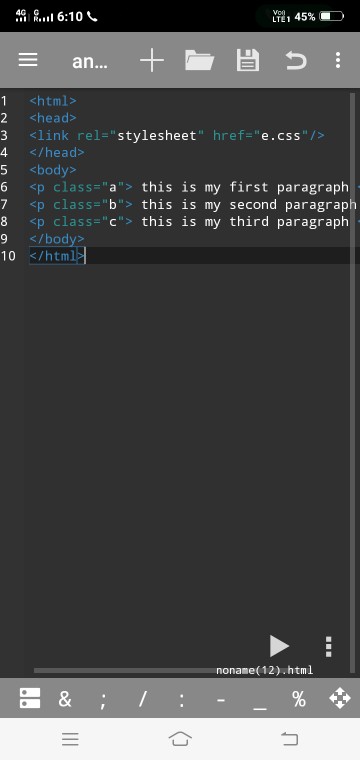 4G G 6:10 Vo) LTE1 45%
an...
1 <html>
2 <head>
3 <link rel="stylesheet" href="e.css"/>
4 </head>
5 <body>
6 <p class="a"> this is my first paragraph <
7 <p class="b"> this is my second paragraph
8 <p class="c"> this is my third paragraph <
9 </body>
10 </html>
noname(12).html
& ; / : - _ %